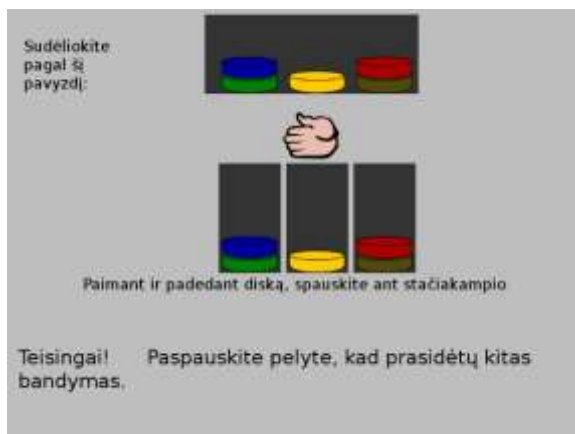 Sudėliokite
pagal šį
pavyzdį:
Paimant ir padedant diską, spauskite ant stačiakampio
Teisingai! Paspauskite pelyte, kad prasidėtų kitas
bandymas.